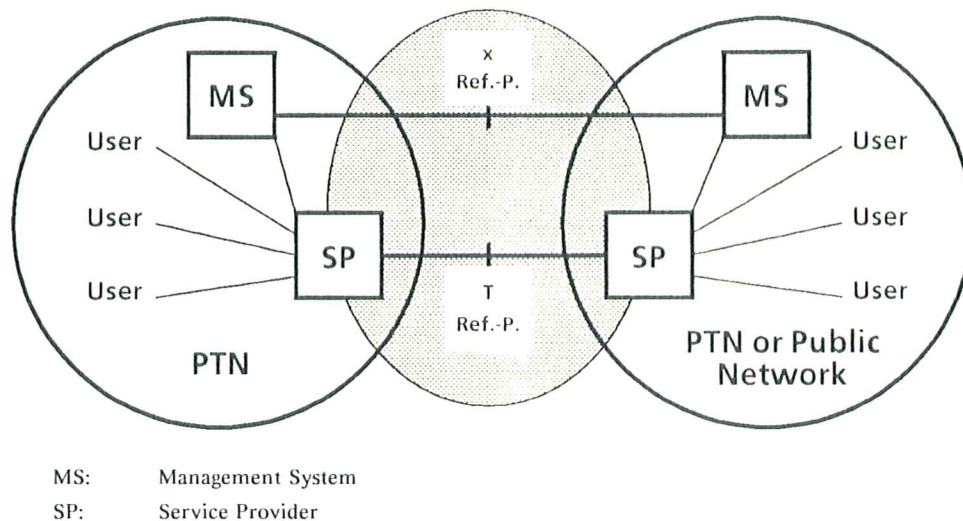 x
Ref.-P.
MS
MS
User
User
User
User
SP
SP
User
User
T
Ref.-P.
PTN
PTN or Public
Network
MS: Management System
SP: Service Provider